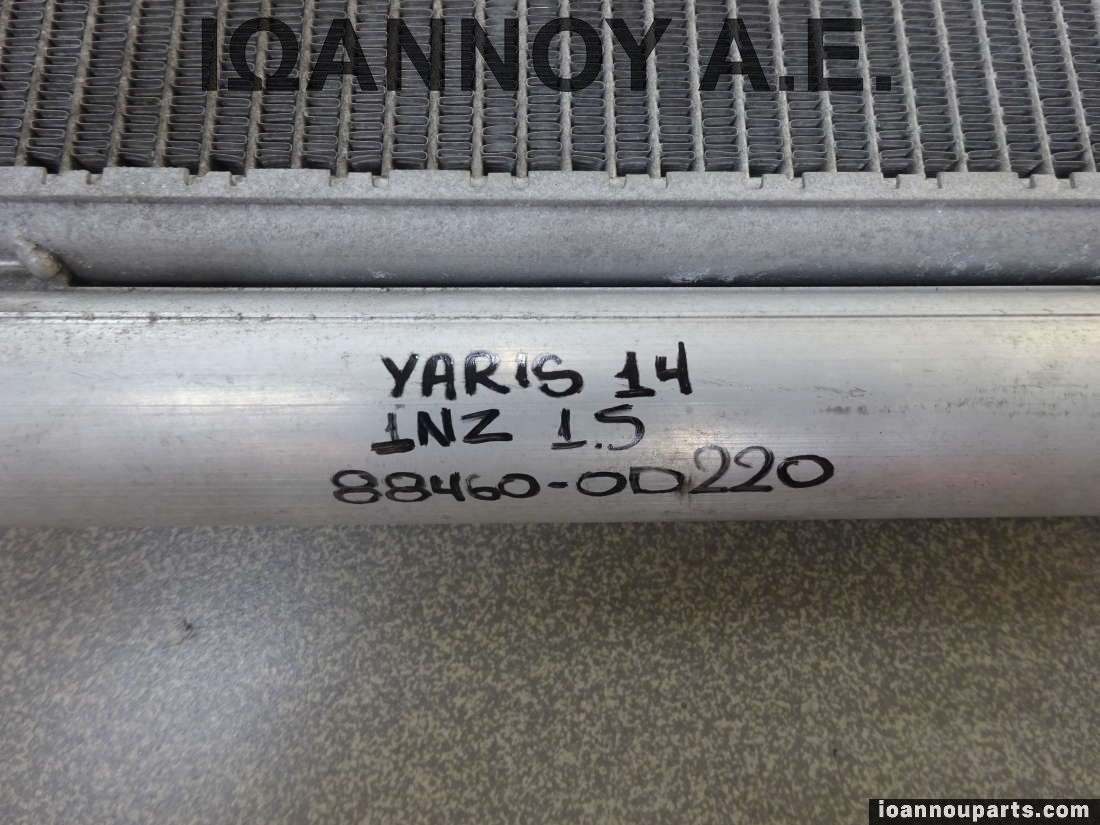 ΙΩΑΝΝΟΥ Α.Ε.
YARIS 14
1NZ 1.5
88460-0D220
ioannouparts.com